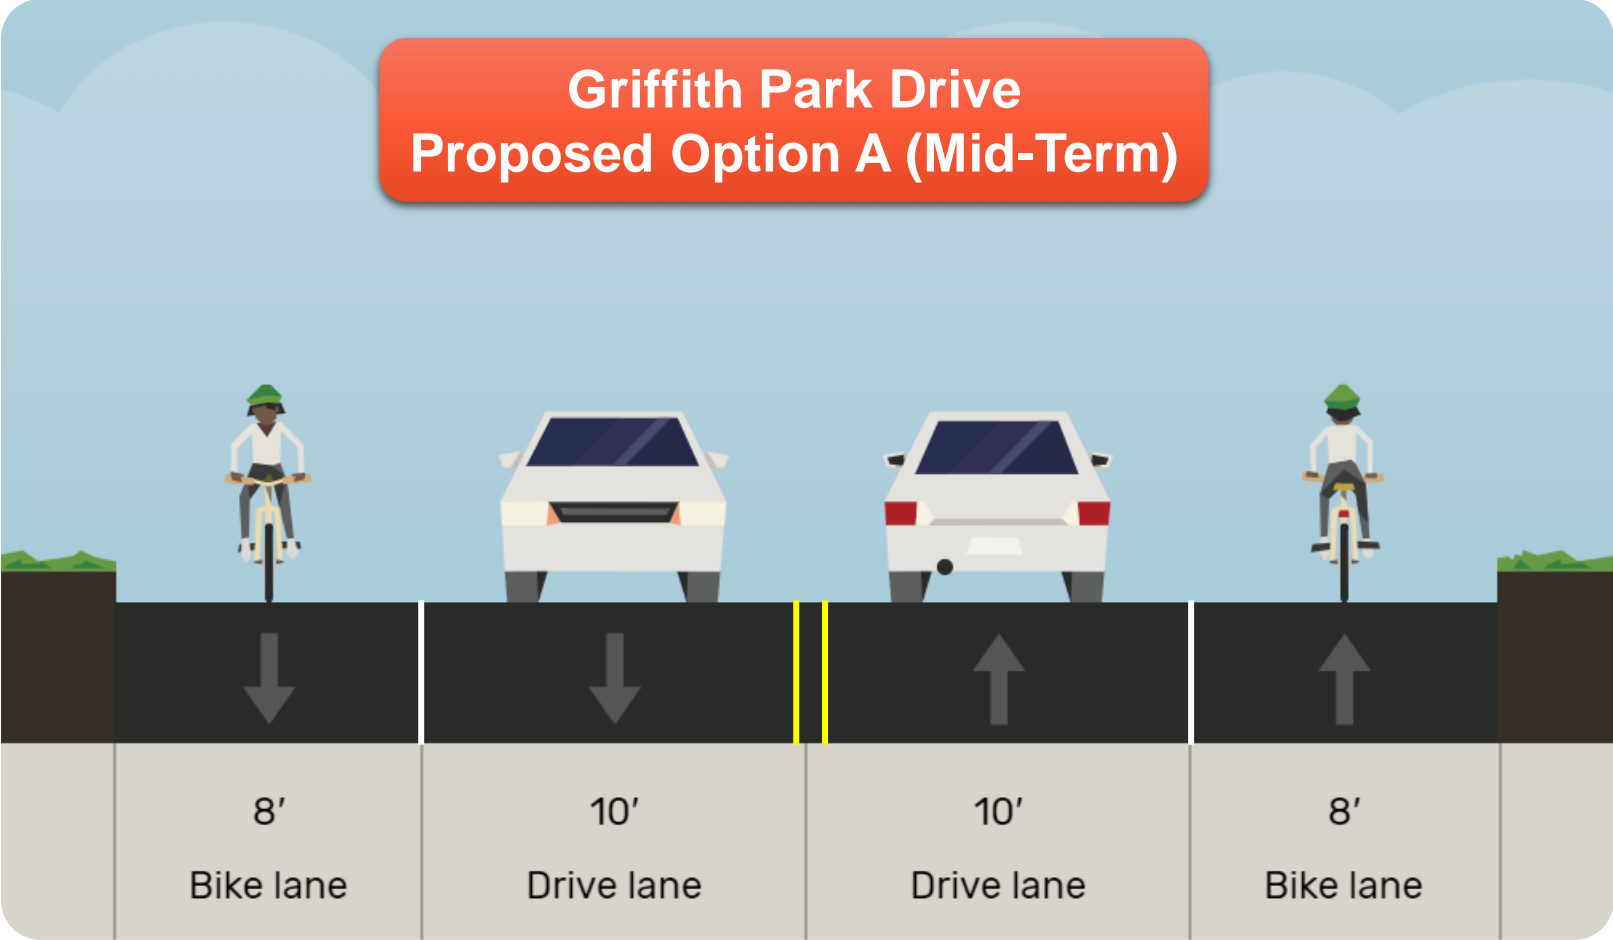 Griffith Park Drive
Proposed Option A (Mid-Term)
8′ 10′ 10′ 8′
Bike lane Drive lane Drive lane Bike lane